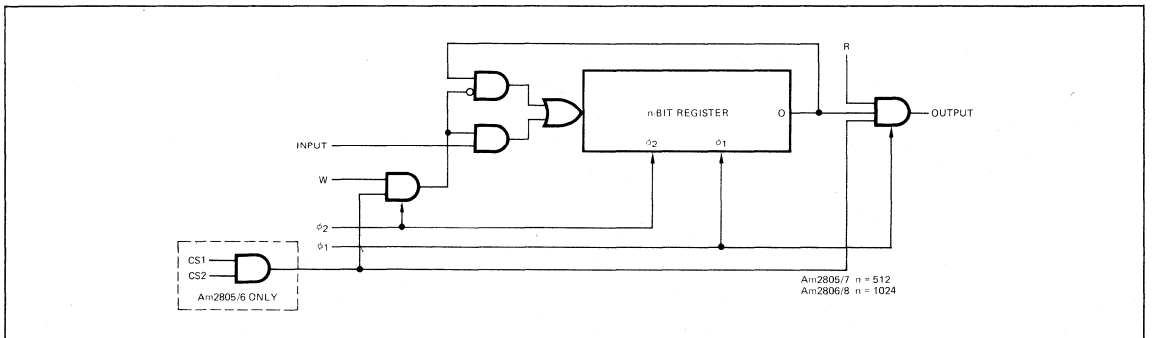 R
n-BIT REGISTER
O
OUTPUT
ϕ2
ϕ1
INPUT
W
ϕ2
ϕ1
CS1
CS2
Am2805/6 ONLY
Am2805/7 n = 512
Am2806/8 n = 1024